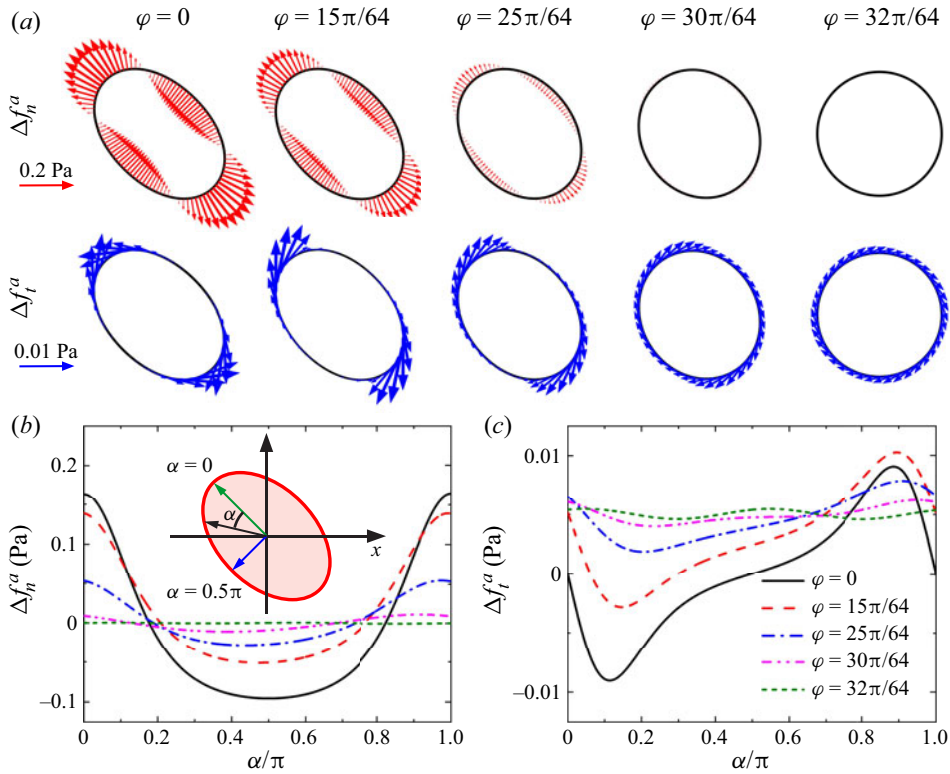 (a) φ = 0 φ = 15π/64 φ = 25π/64 φ = 30π/64 φ = 32π/64
Δf_n^a
0.2 Pa
Δf_t^a
0.01 Pa
(b)
Δf_n^a (Pa)
0.2
0.1
0
−0.1
0 0.2 0.4 0.6 0.8 1.0
α/π
α = 0
α
x
α = 0.5π
(c)
Δf_t^a (Pa)
0.01
0
−0.01
0 0.2 0.4 0.6 0.8 1.0
α/π
φ = 0
φ = 15π/64
φ = 25π/64
φ = 30π/64
φ = 32π/64